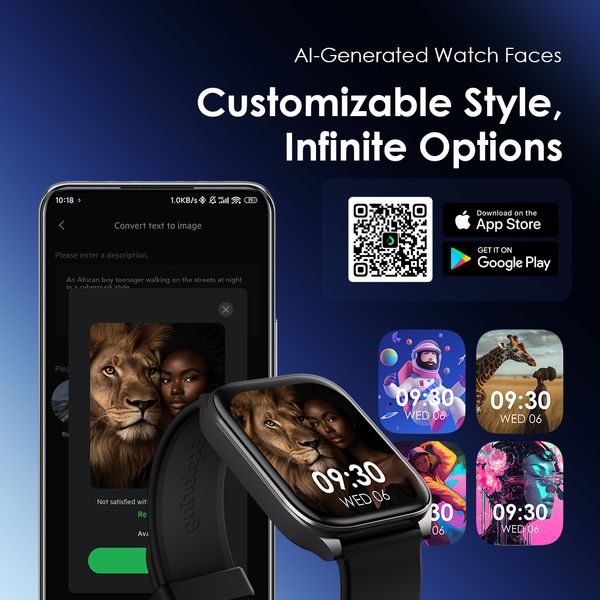 AI-Generated Watch Faces
Customizable Style,
Infinite Options
Download on the
App Store
GET IT ON
Google Play
10:18
1.0KB/s
Convert text to image
Please enter a description.
An African boy teenager walking on the streets at night
in a cyberpunk style
Not satisfied with
09:30
WED 06
09:30
WED 06
09:30
WED 06
:30
WED 06
09:30
WED 06